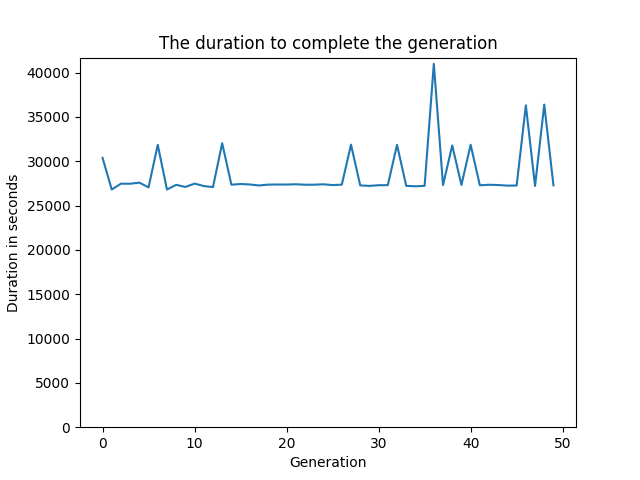 The duration to complete the generation
40000
35000
30000
25000
20000
15000
10000
5000
0
Duration in seconds
0 10 20 30 40 50
Generation